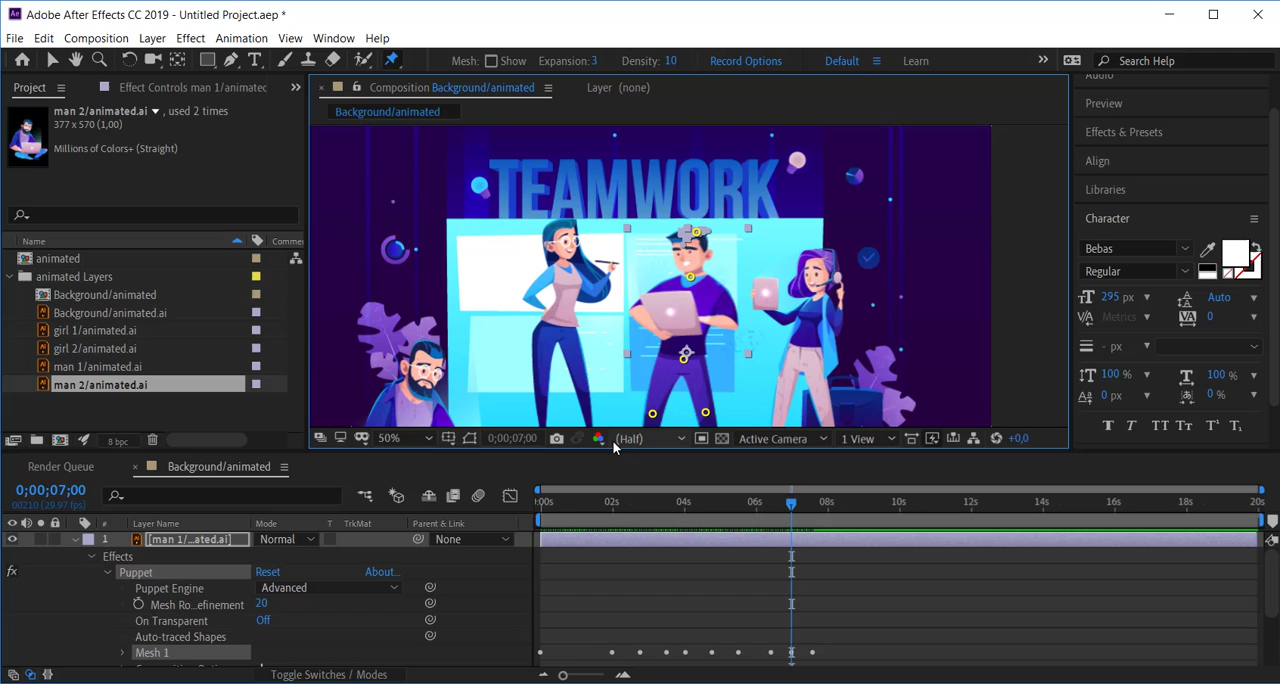 Adobe After Effects CC 2019 - Untitled Project.aep *
File Edit Composition Layer Effect Animation View Window Help
Mesh: Show Expansion: 3 Density: 10 Record Options Default Learn Search Help
Project Effect Controls man 1/animatec
man 2/animated.ai , used 2 times
377 x 570 (1,00)
Millions of Colors+ (Straight)
Name Comme
animated
animated Layers
Background/animated
Background/animated.ai
girl 1/animated.ai
girl 2/animated.ai
man 1/animated.ai
man 2/animated.ai
8 bpc
Composition Background/animated Layer (none)
Background/animated
TEAMWORK
50% 0;00;07;00 (Half) Active Camera 1 View +0,0
Audio
Preview
Effects & Presets
Align
Libraries
Character
Bebas
Regular
295 px Auto
Metrics 0
- px
100 % 100 %
0 px 0 %
T T TT Tt T¹ T₁
Render Queue Background/animated
0;00;07;00
00210 (29.97 fps)
# Layer Name Mode T TrkMat Parent & Link
1 [man 1/...ated.ai] Normal None
Effects
fx Puppet Reset About...
Puppet Engine Advanced
Mesh Ro...efinement 20
On Transparent Off
Auto-traced Shapes
Mesh 1
Toggle Switches / Modes
:00s 02s 04s 06s 08s 10s 12s 14s 16s 18s 20s